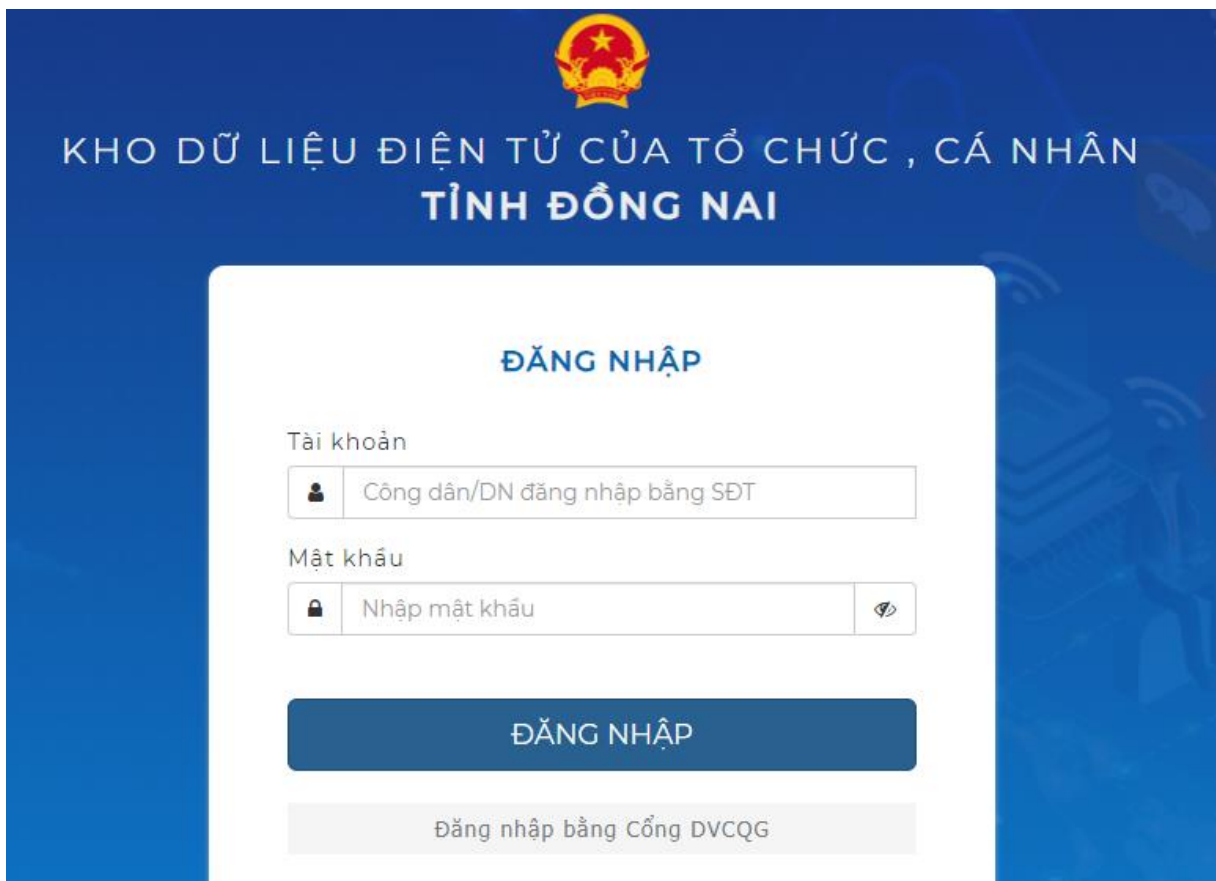 KHO DỮ LIỆU ĐIỆN TỬ CỦA TỔ CHỨC , CÁ NHÂN
TỈNH ĐỒNG NAI
ĐĂNG NHẬP
Tài khoản
Công dân/DN đăng nhập bằng SĐT
Mật khẩu
Nhập mật khẩu
ĐĂNG NHẬP
Đăng nhập bằng Cổng DVCQG